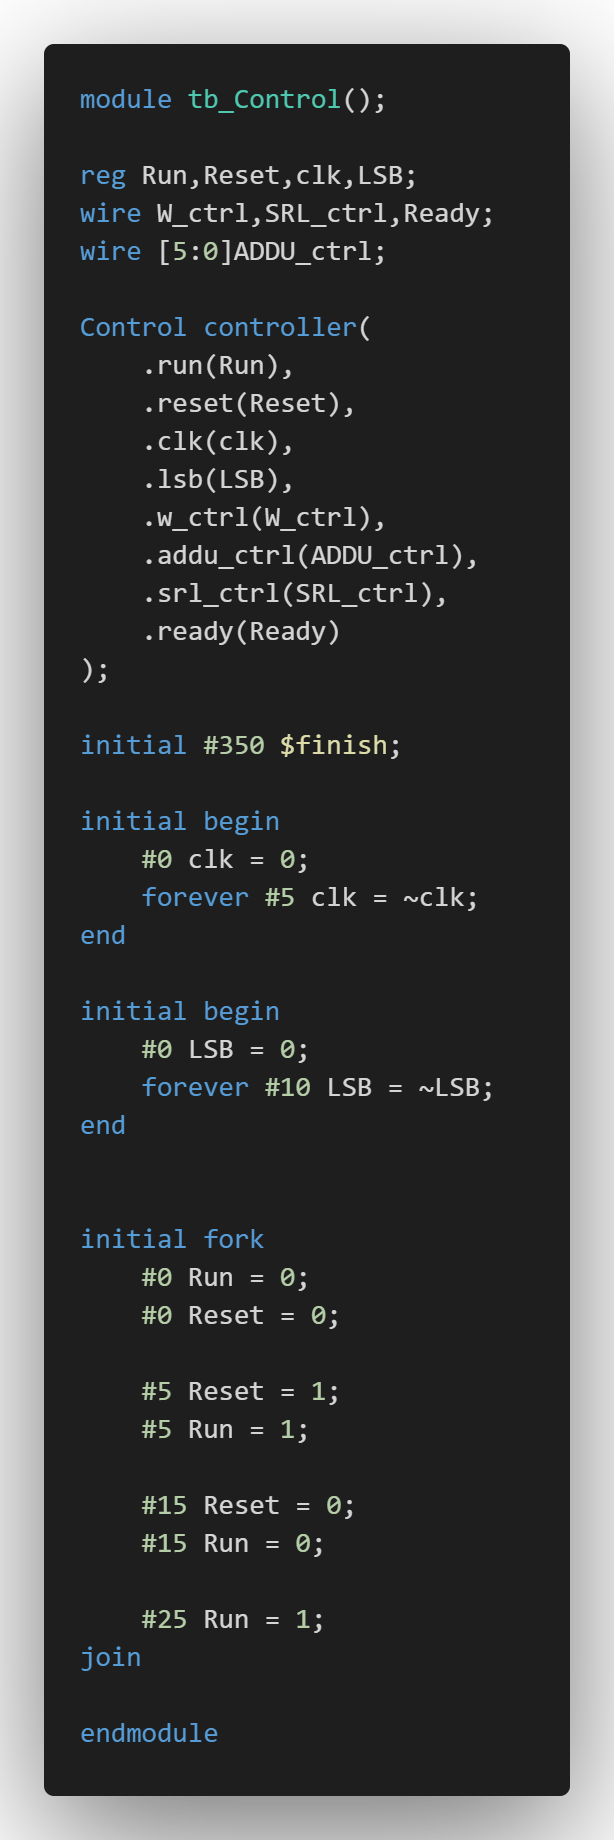 module tb_Control();
reg Run,Reset,clk,LSB;
wire W_ctrl,SRL_ctrl,Ready;
wire [5:0]ADDU_ctrl;
Control controller(
    .run(Run),
    .reset(Reset),
    .clk(clk),
    .lsb(LSB),
    .w_ctrl(W_ctrl),
    .addu_ctrl(ADDU_ctrl),
    .srl_ctrl(SRL_ctrl),
    .ready(Ready)
);
initial #350 $finish;
initial begin
    #0 clk = 0;
    forever #5 clk = ~clk;
end
initial begin
    #0 LSB = 0;
    forever #10 LSB = ~LSB;
end
initial fork
    #0 Run = 0;
    #0 Reset = 0;
    #5 Reset = 1;
    #5 Run = 1;
    #15 Reset = 0;
    #15 Run = 0;
    #25 Run = 1;
join
endmodule